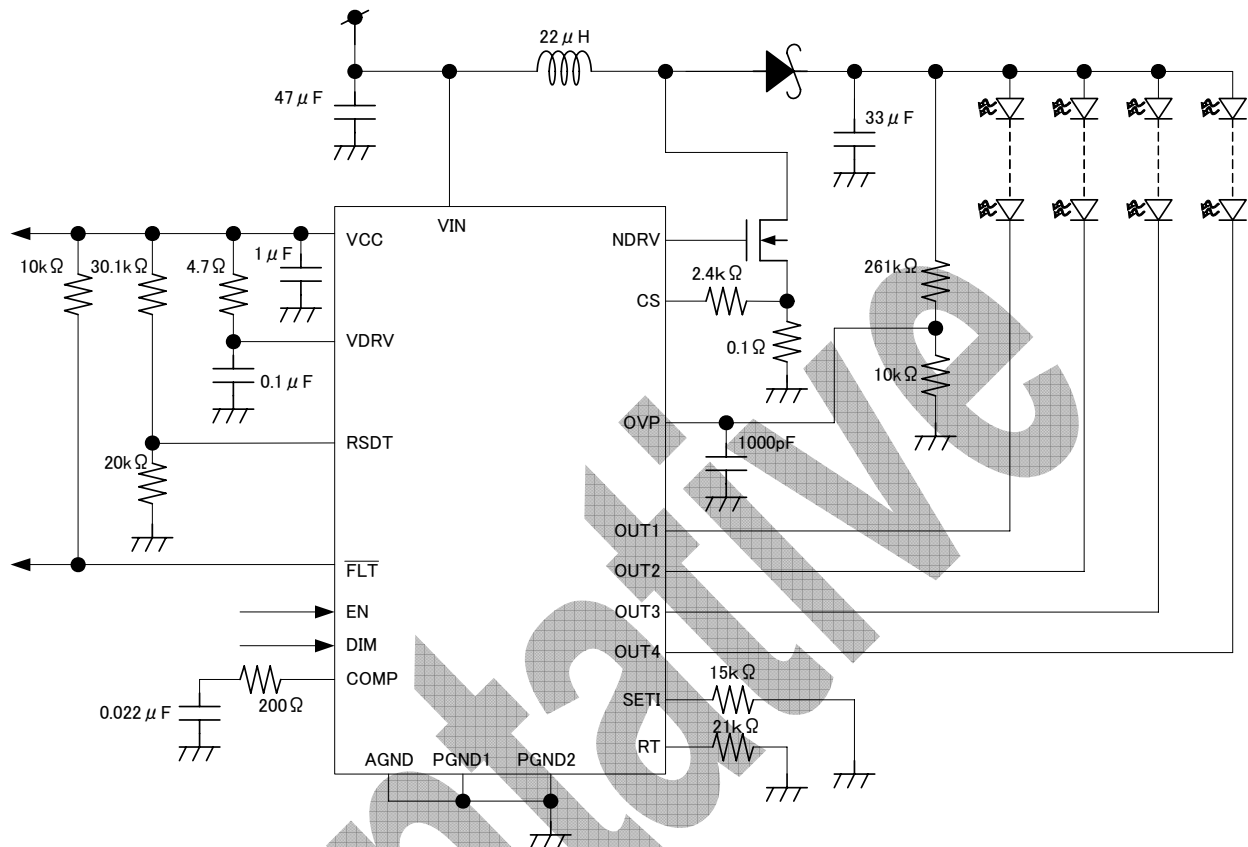 22μH
47μF
33μF
VIN
VCC
NDRV
10kΩ
30.1kΩ
4.7Ω
1μF
2.4kΩ
CS
261kΩ
VDRV
0.1Ω
0.1μF
10kΩ
OVP
RSDT
1000pF
20kΩ
OUT1
FLT
OUT2
EN
OUT3
DIM
OUT4
COMP
15kΩ
SETI
0.022μF
200Ω
21kΩ
RT
AGND
PGND1
PGND2
ntative